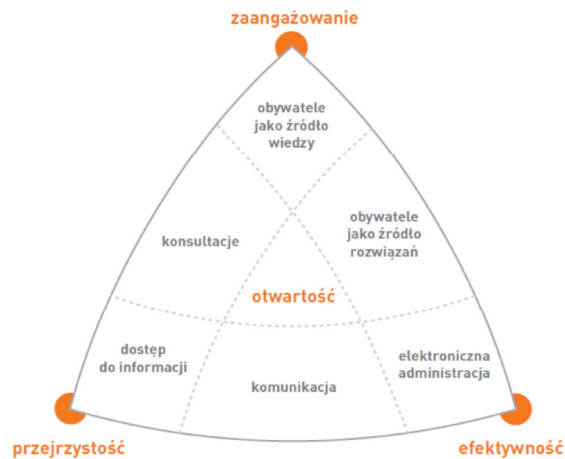 zaangażowanie
obywatele
jako źródło
wiedzy
konsultacje
obywatele
jako źródło
rozwiązań
otwartość
dostęp
do informacji
komunikacja
elektroniczna
administracja
przejrzystość
efektywność